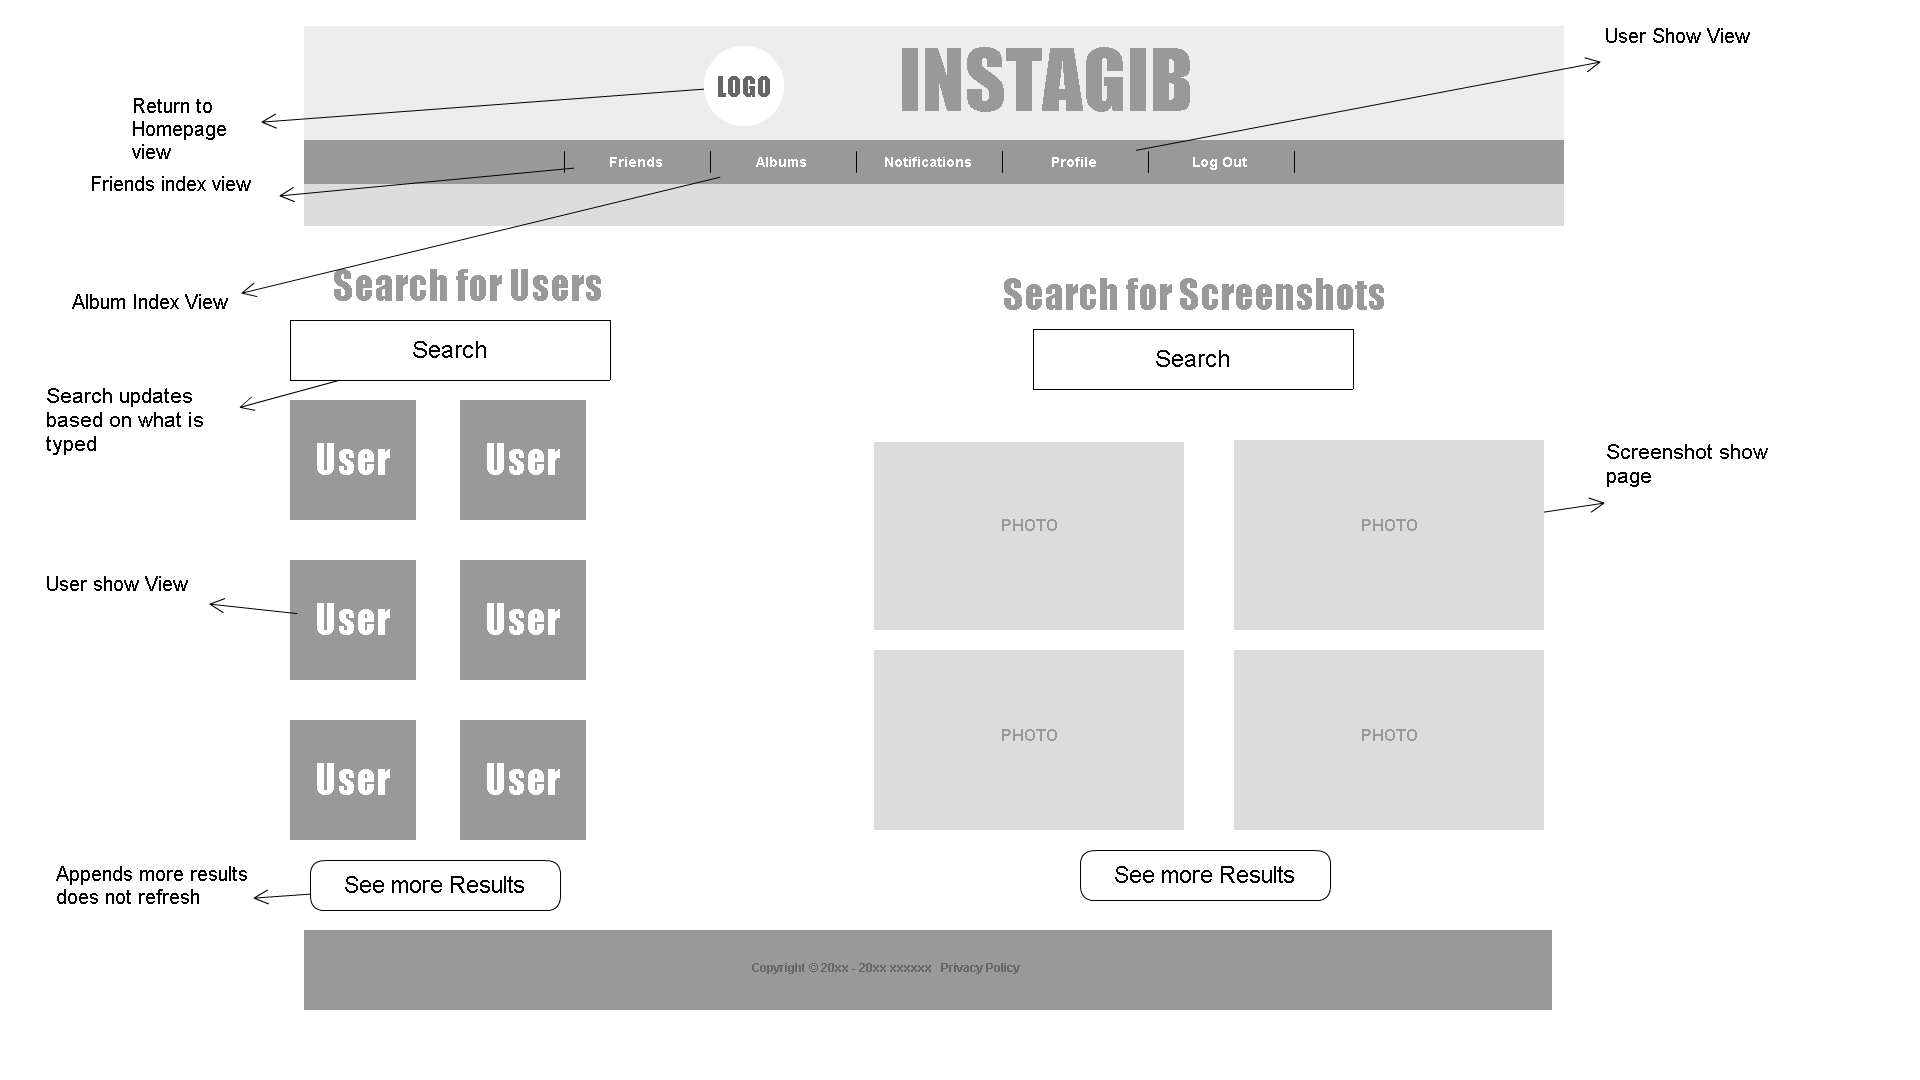 User Show View
LOGO
INSTAGIB
Return to
Homepage
view
Friends Albums Notifications Profile Log Out
Friends index view
Search for Users
Search for Screenshots
Album Index View
Search
Search
Search updates
based on what is
typed
User User
PHOTO PHOTO
Screenshot show
page
User show View
User User
PHOTO PHOTO
User User
Appends more results
does not refresh
See more Results
See more Results
Copyright © 20xx - 20xx xxxxxx Privacy Policy